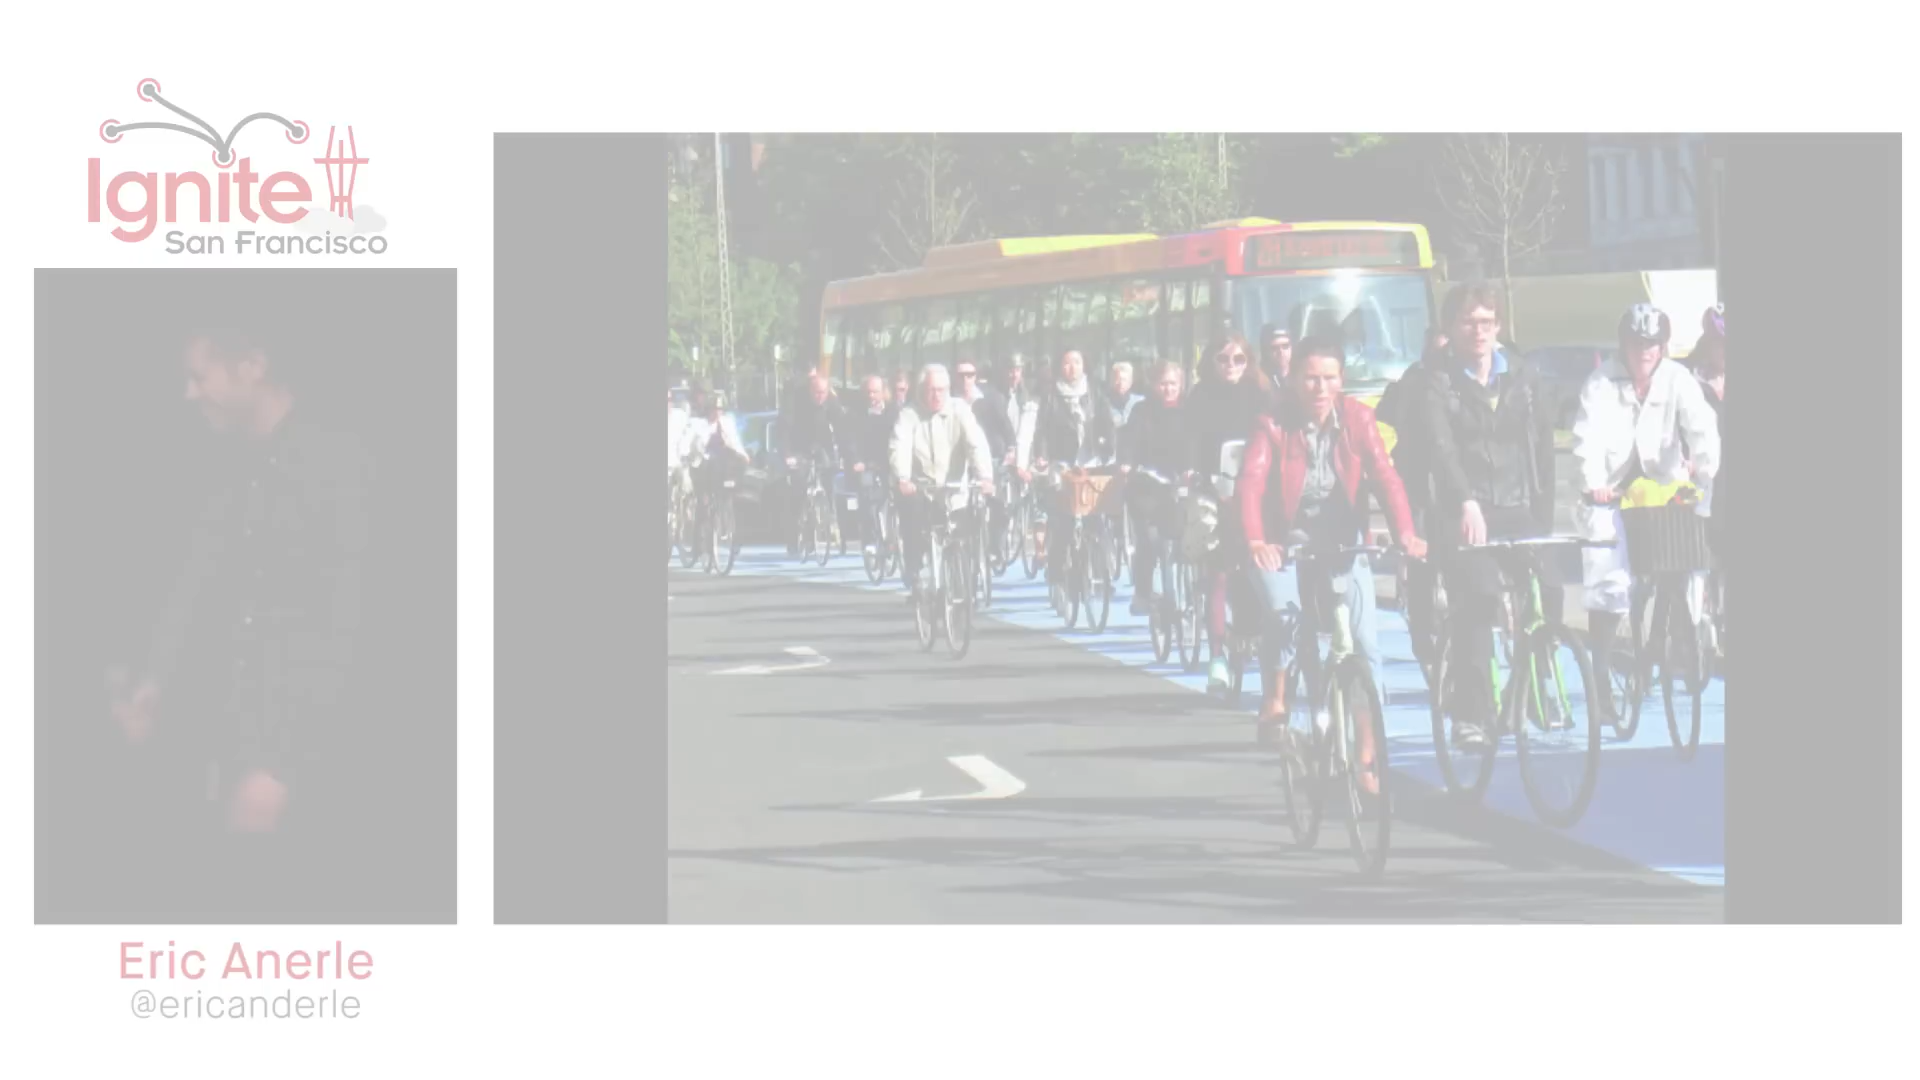 Ignite
San Francisco
Eric Anerle
@ericanderle